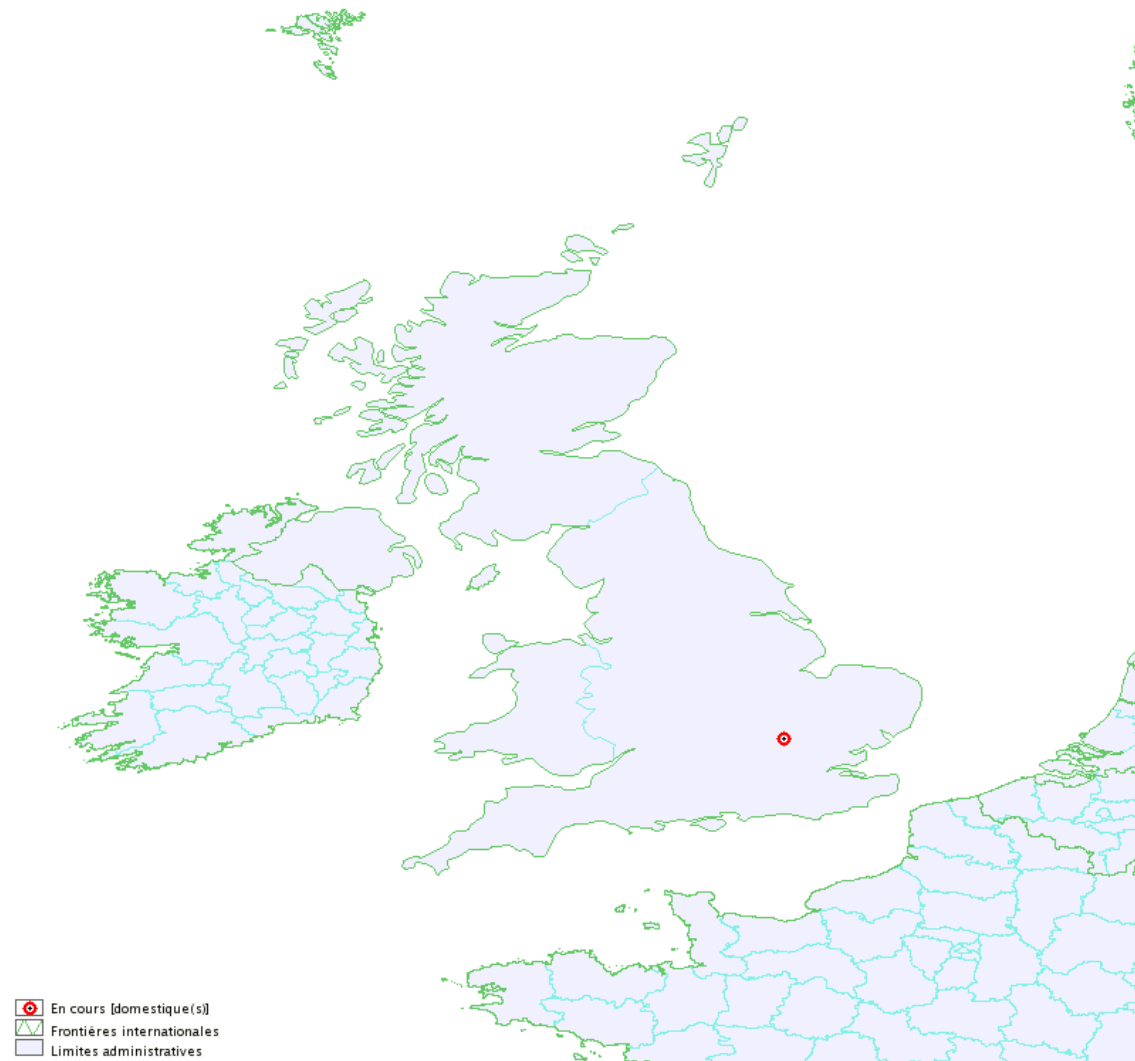 En cours [domestique(s)]
Frontières internationales
Limites administratives